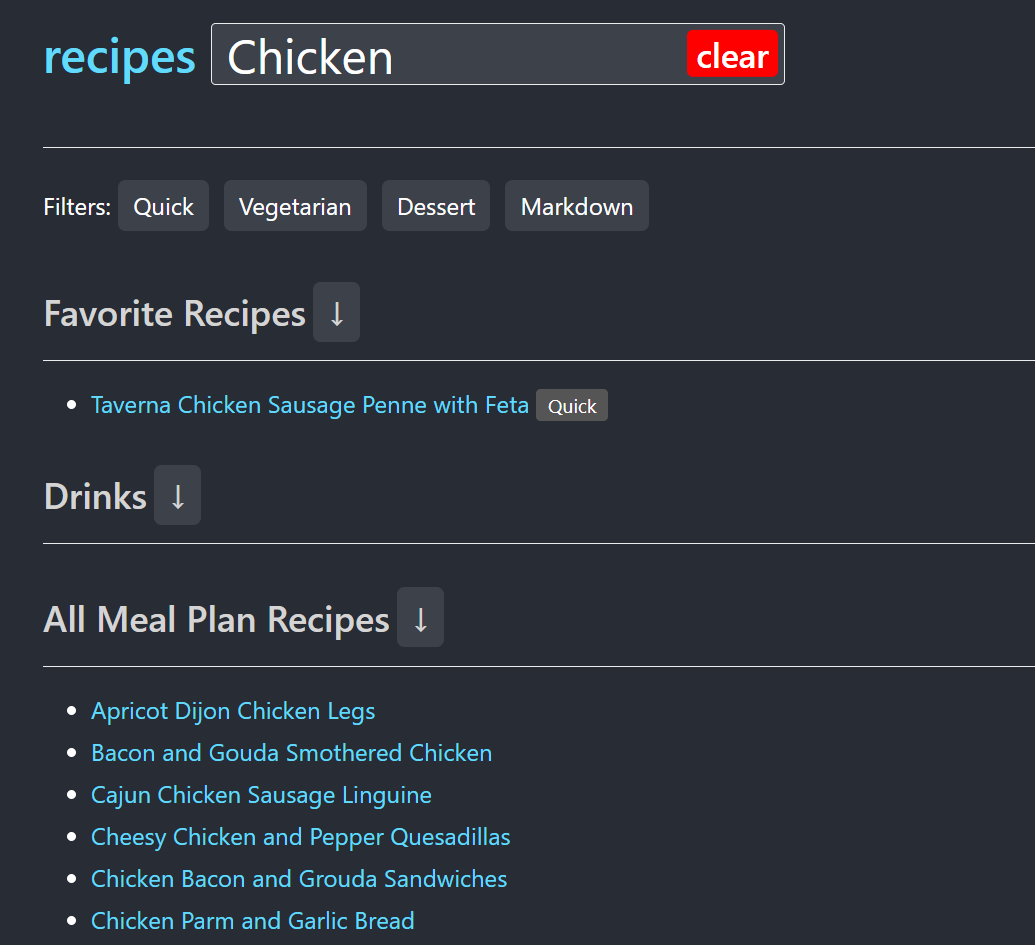 recipes Chicken clear
Filters: Quick Vegetarian Dessert Markdown
Favorite Recipes ↓
Taverna Chicken Sausage Penne with Feta Quick
Drinks ↓
All Meal Plan Recipes ↓
Apricot Dijon Chicken Legs
Bacon and Gouda Smothered Chicken
Cajun Chicken Sausage Linguine
Cheesy Chicken and Pepper Quesadillas
Chicken Bacon and Grouda Sandwiches
Chicken Parm and Garlic Bread